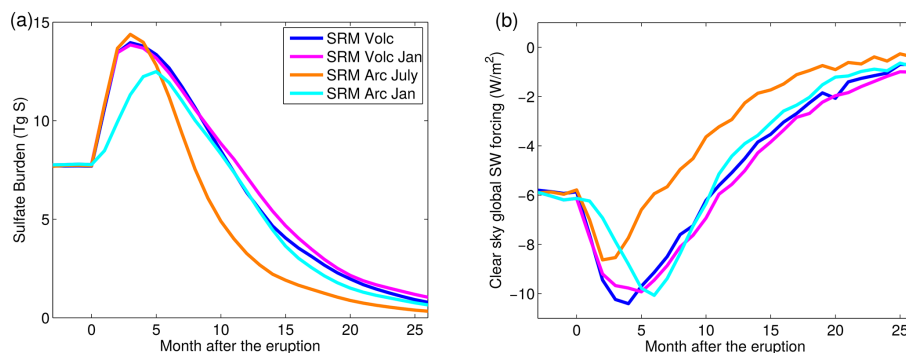 (a)
15
10
5
0
Sulfate Burden (Tg S)
SRM Volc
SRM Volc Jan
SRM Arc July
SRM Arc Jan
0 5 10 15 20 25
Month after the eruption
(b)
0
−2
−4
−6
−8
−10
Clear sky global SW forcing (W/m²)
0 5 10 15 20 25
Month after the eruption